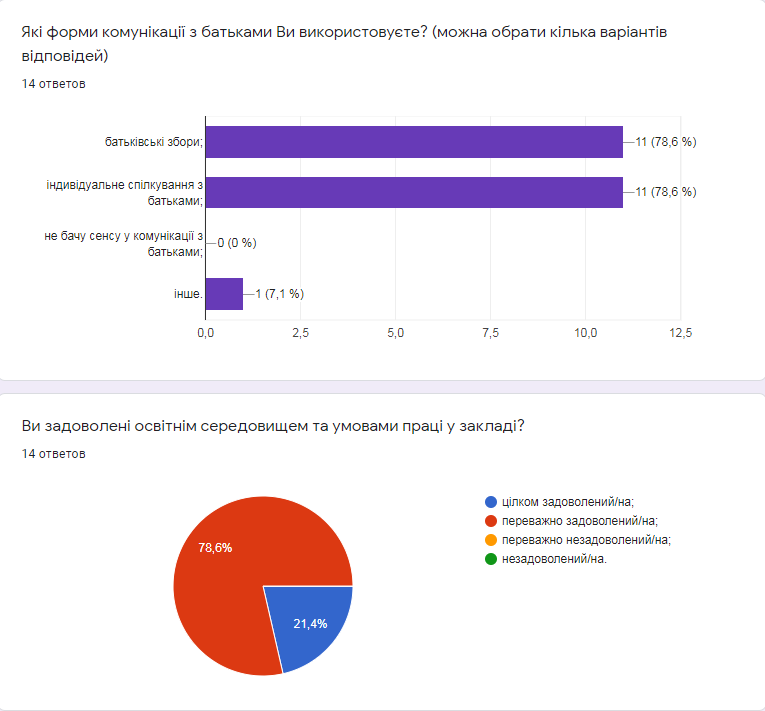 Які форми комунікації з батьками Ви використовуєте? (можна обрати кілька варіантів
відповідей)
14 ответов
батьківські збори;
11 (78,6 %)
індивідуальне спілкування з
батьками;
11 (78,6 %)
не бачу сенсу у комунікації з
батьками;
0 (0 %)
інше.
1 (7,1 %)
0,0 2,5 5,0 7,5 10,0 12,5
Ви задоволені освітнім середовищем та умовами праці у закладі?
14 ответов
78,6%
21,4%
цілком задоволений/на;
переважно задоволений/на;
переважно незадоволений/на;
незадоволений/на.